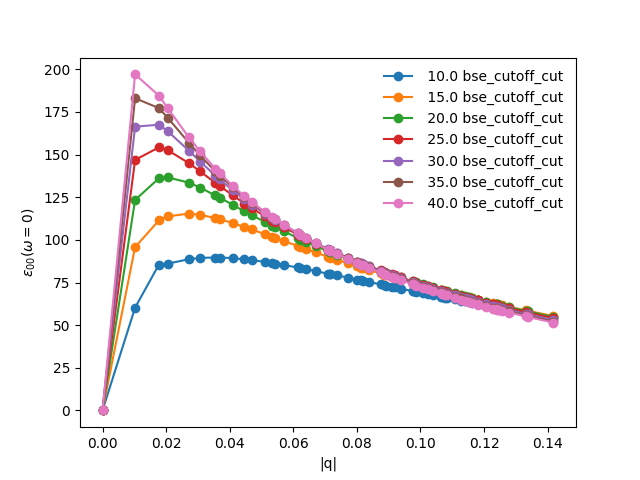 200
175
150
125
100
75
50
25
0
ε₀₀(ω = 0)
0.00 0.02 0.04 0.06 0.08 0.10 0.12 0.14
|q|
10.0 bse_cutoff_cut
15.0 bse_cutoff_cut
20.0 bse_cutoff_cut
25.0 bse_cutoff_cut
30.0 bse_cutoff_cut
35.0 bse_cutoff_cut
40.0 bse_cutoff_cut